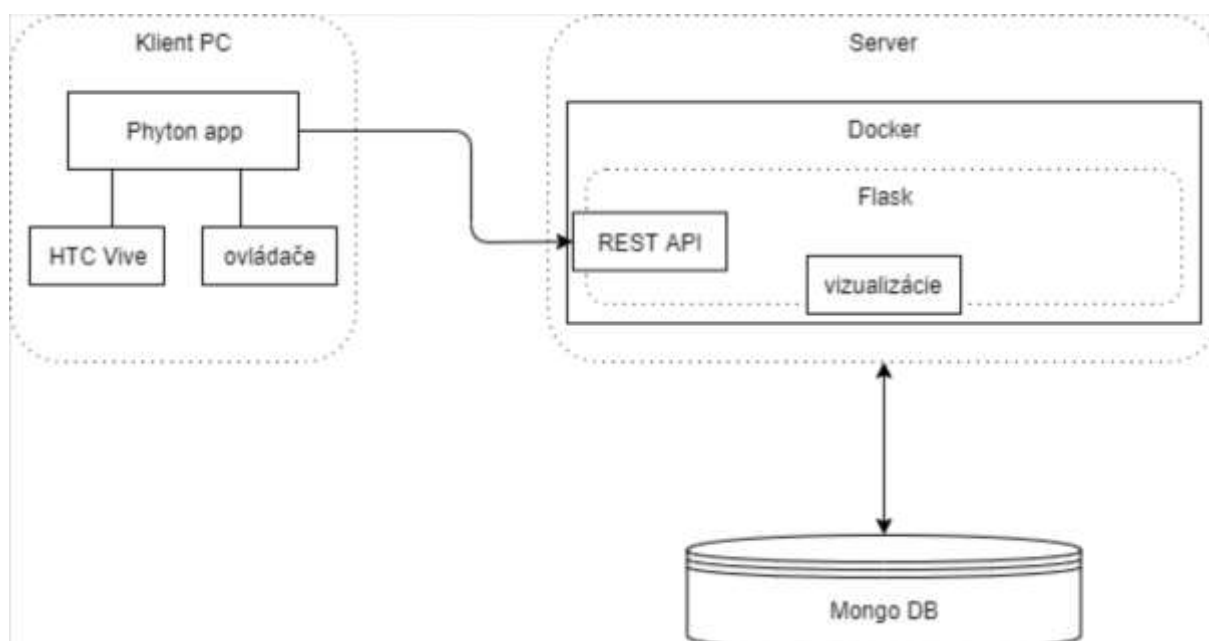 Klient PC
Phyton app
HTC Vive
ovládače
Server
Docker
Flask
REST API
vizualizácie
Mongo DB